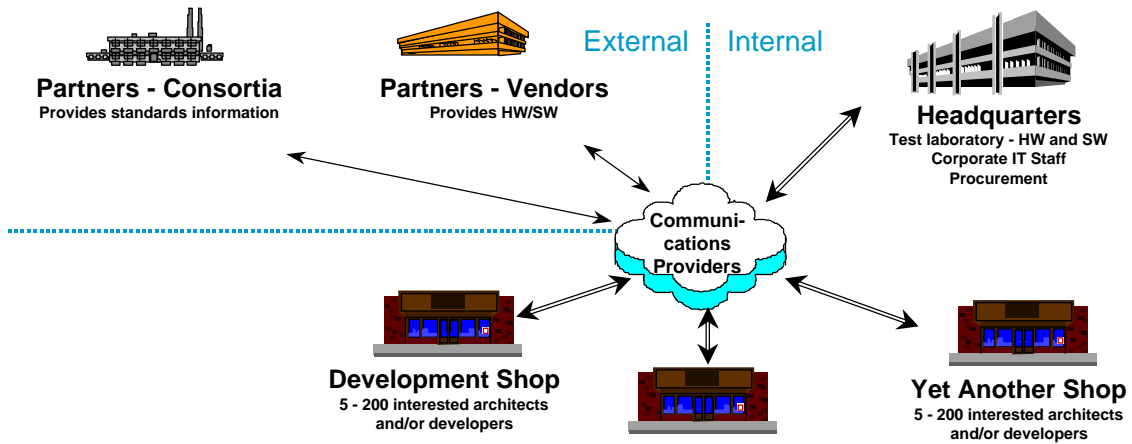 External
Internal
Partners - Consortia
Provides standards information
Partners - Vendors
Provides HW/SW
Headquarters
Test laboratory - HW and SW
Corporate IT Staff
Procurement
Communi-
cations
Providers
Development Shop
5 - 200 interested architects
and/or developers
Yet Another Shop
5 - 200 interested architects
and/or developers